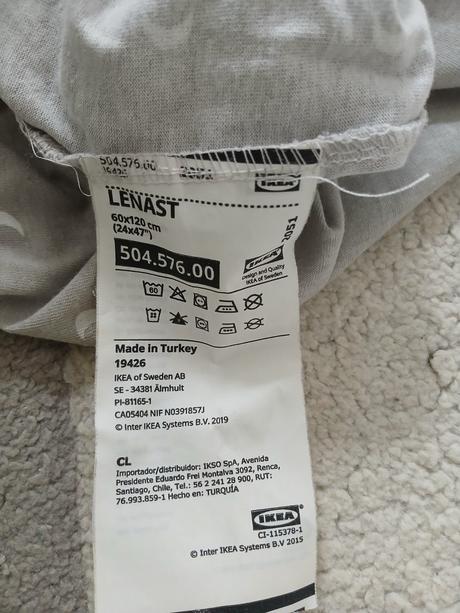 504.576.00
IKEA
LENAST
60x120 cm
(24x47")
2051
504.576.00
IKEA
Design and Quality
IKEA of Sweden
60
Made in Turkey
19426
IKEA of Sweden AB
SE - 34381 Älmhult
PI-81165-1
CA05404 NIF N0391857J
© Inter IKEA Systems B.V. 2019
CL
Importador/distribuidor: IKSO SpA, Avenida
Presidente Eduardo Frei Montalva 3092, Renca,
Santiago, Chile, Tel.: 56 2 241 28 900, RUT:
76.993.859-1 Hecho en: TURQUÍA
IKEA
CI-115378-1
© Inter IKEA Systems B.V 2015